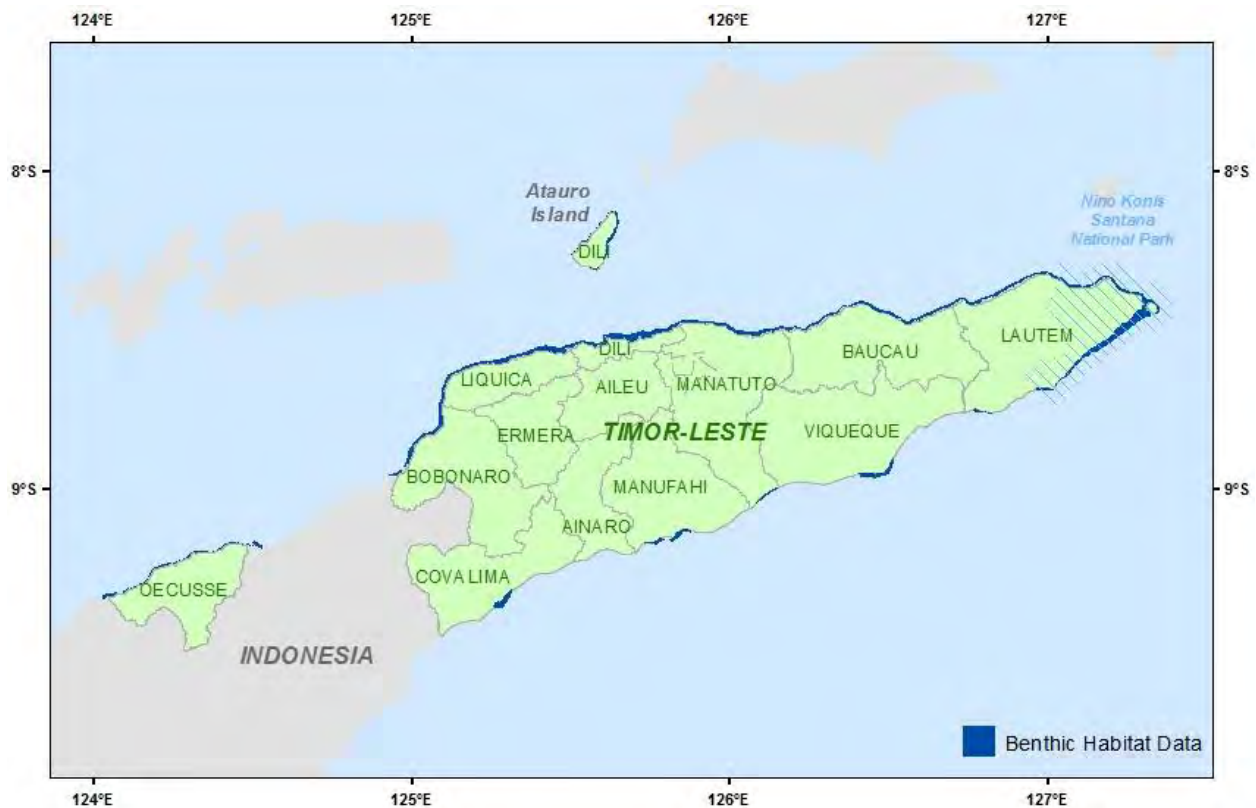 124°E
125°E
126°E
127°E
8°S
8°S
Atauro
Island
Nino Konis
Santana
National Park
DILI
DILI
LAUTEM
BAUCAU
LIQUICA
AILEU
MANATUTO
ERMERA
TIMOR-LESTE
VIQUEQUE
BOBONARO
MANUFAHI
9°S
9°S
AINARO
COVA LIMA
OECUSSE
INDONESIA
Benthic Habitat Data
124°E
125°E
126°E
127°E